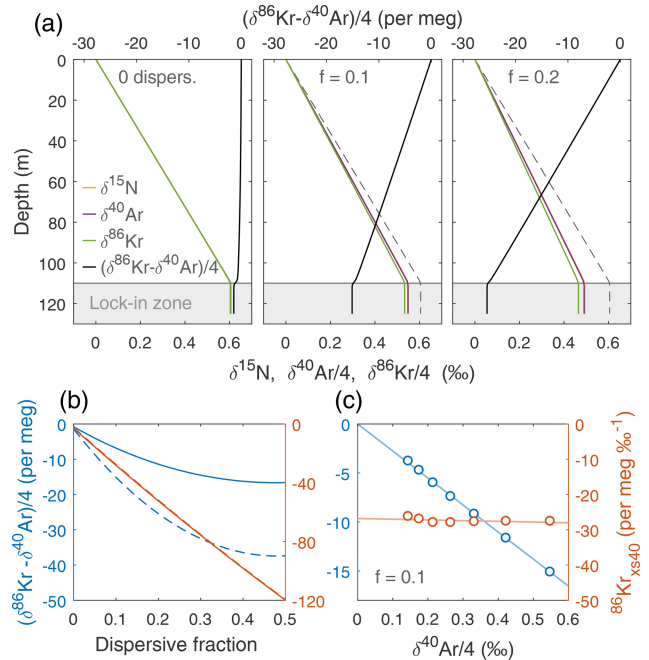 (δ86Kr-δ40Ar)/4 (per meg)
(a)
-30 -20 -10 0 -30 -20 -10 0 -30 -20 -10 0
0 dispers. f = 0.1 f = 0.2
0
20
40
60
80
100
120
Depth (m)
δ15N
δ40Ar
δ86Kr
(δ86Kr-δ40Ar)/4
Lock-in zone
0 0.2 0.4 0.6 0 0.2 0.4 0.6 0 0.2 0.4 0.6
δ15N, δ40Ar/4, δ86Kr/4 (‰)
(b)
(δ86Kr -δ40Ar)/4 (per meg)
0
-10
-20
-30
-40
-50
0
-40
-80
-120
0 0.1 0.2 0.3 0.4 0.5
Dispersive fraction
(c)
0
-5
-10
-15
0
-10
-20
-30
-40
-50
86Krxs40 (per meg ‰-1)
f = 0.1
0 0.1 0.2 0.3 0.4 0.5 0.6
δ40Ar/4 (‰)